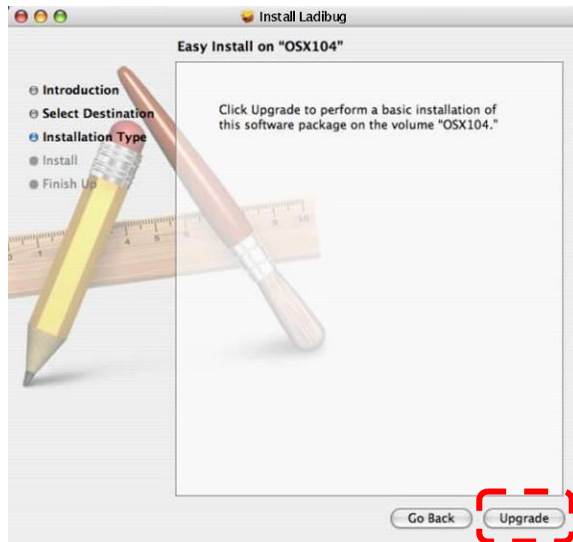 Install Ladibug
Easy Install on "OSX104"
Introduction
Select Destination
Installation Type
Install
Finish Up
Click Upgrade to perform a basic installation of
this software package on the volume "OSX104."
Go Back
Upgrade